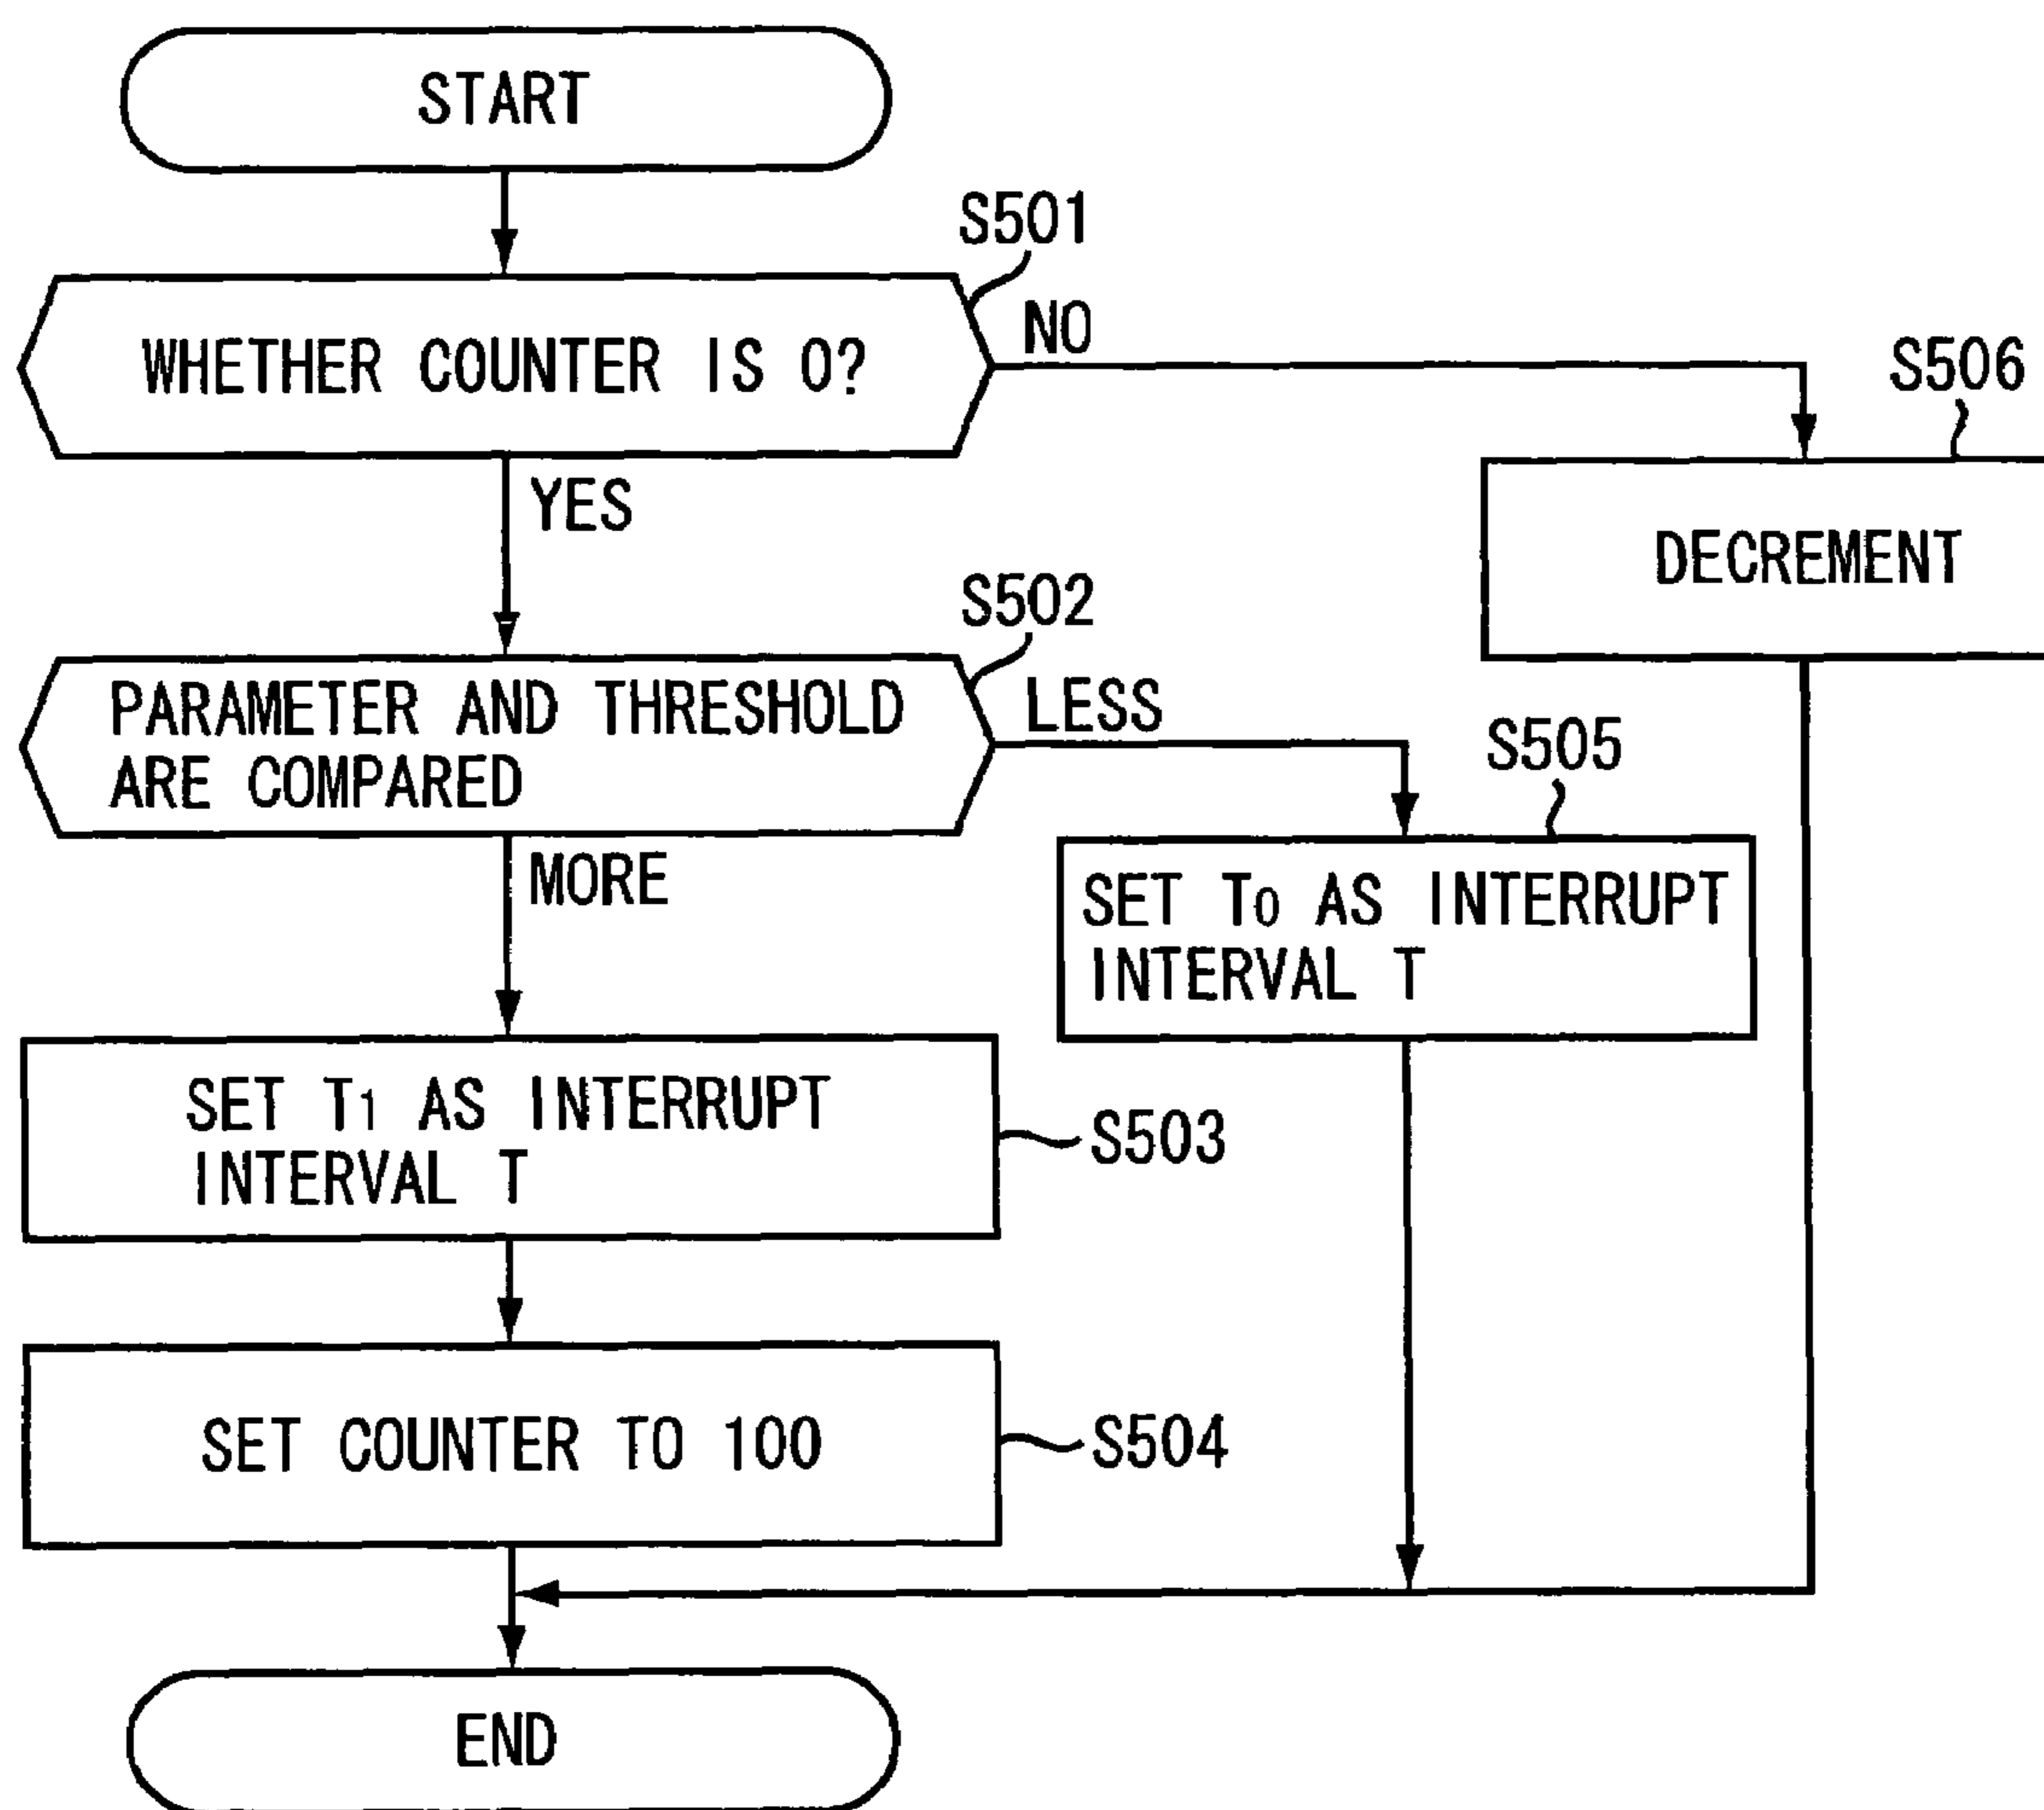 START
S501
WHETHER COUNTER IS 0?
NO
S506
YES
DECREMENT
S502
PARAMETER AND THRESHOLD
ARE COMPARED
LESS
S505
MORE
SET T0 AS INTERRUPT
INTERVAL T
SET T1 AS INTERRUPT
INTERVAL T
S503
SET COUNTER TO 100
S504
END